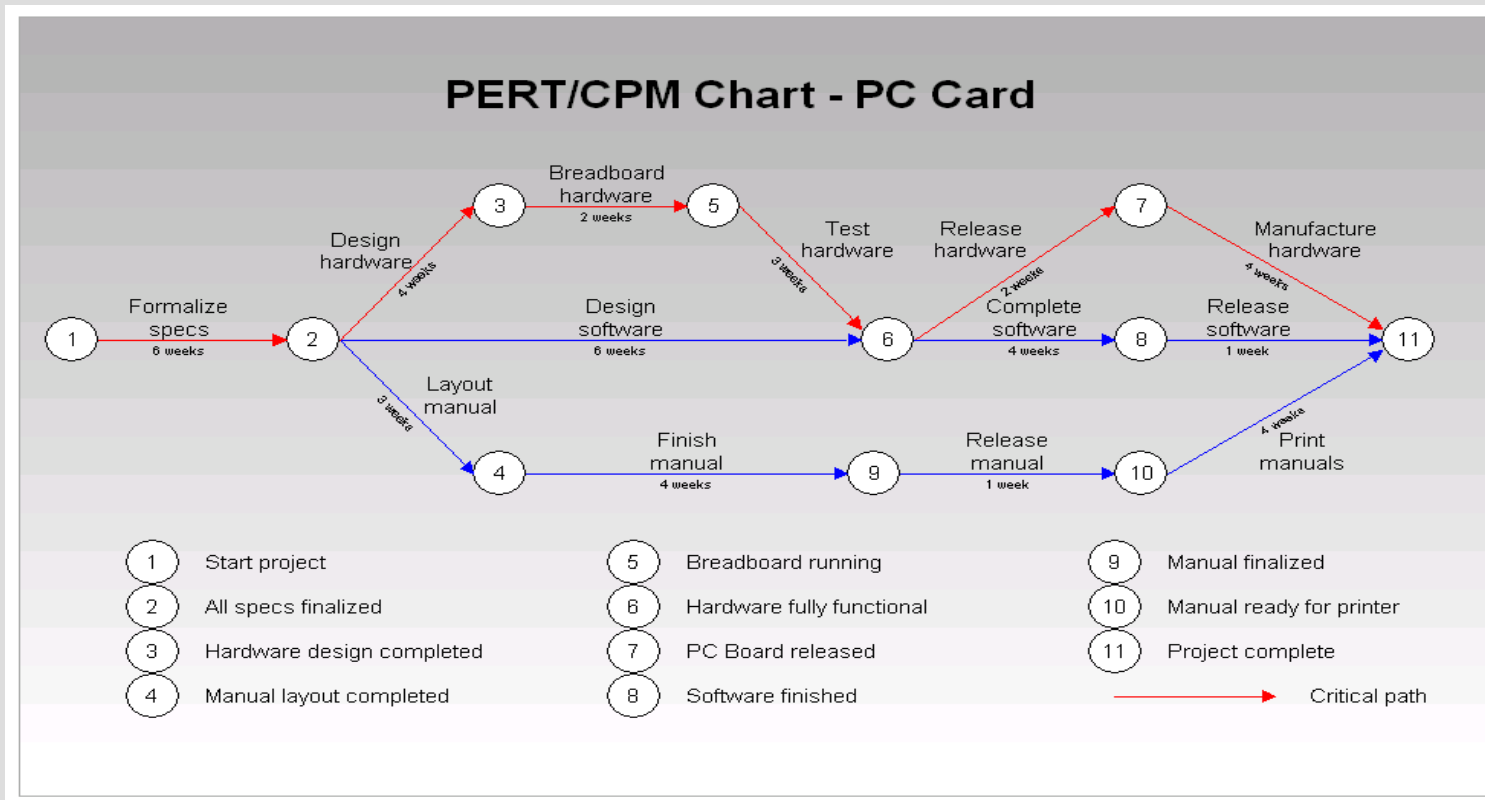 PERT/CPM Chart - PC Card
Breadboard
hardware
2 weeks
3
5
7
Design
hardware
4 weeks
Test
hardware
3 weeks
Release
hardware
2 weeks
Manufacture
hardware
4 weeks
Formalize
specs
6 weeks
Design
software
6 weeks
Complete
software
4 weeks
Release
software
1 week
1
2
6
8
11
Layout
manual
3 weeks
Finish
manual
4 weeks
Release
manual
1 week
4 weeks
Print
manuals
4
9
10
1 Start project
2 All specs finalized
3 Hardware design completed
4 Manual layout completed
5 Breadboard running
6 Hardware fully functional
7 PC Board released
8 Software finished
9 Manual finalized
10 Manual ready for printer
11 Project complete
Critical path